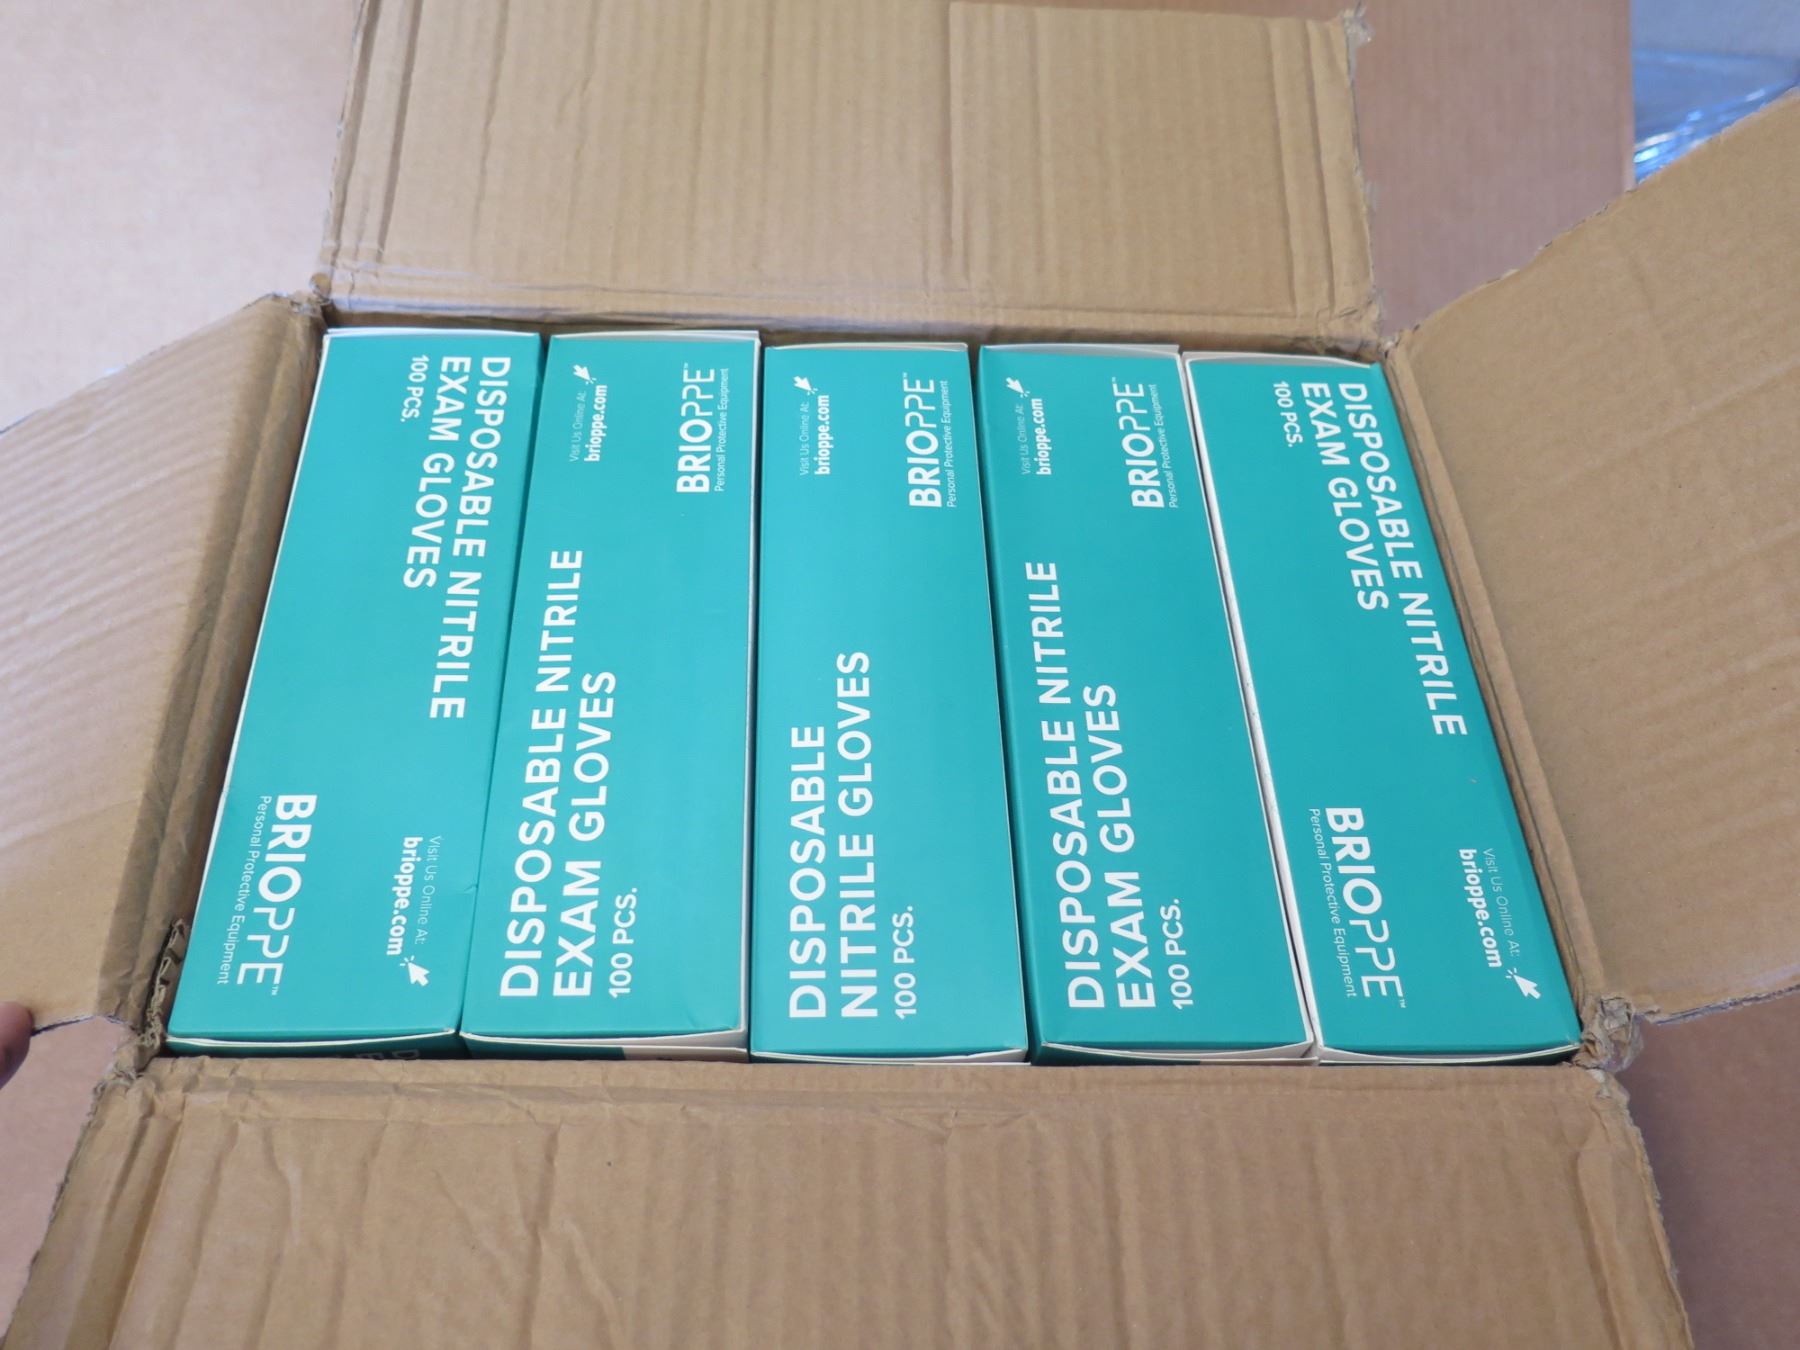 DISPOSABLE NITRILE
EXAM GLOVES
100 PCS.
BRIOPPE™
Personal Protective Equipment
Visit Us Online At:
brioppe.com
Visit Us Online At:
brioppe.com
BRIOPPE™
Personal Protective Equipment
DISPOSABLE NITRILE
EXAM GLOVES
100 PCS.
Visit Us Online At:
brioppe.com
BRIOPPE™
Personal Protective Equipment
DISPOSABLE
NITRILE GLOVES
100 PCS.
Visit Us Online At:
brioppe.com
BRIOPPE™
Personal Protective Equipment
DISPOSABLE NITRILE
EXAM GLOVES
100 PCS.
DISPOSABLE NITRILE
EXAM GLOVES
100 PCS.
BRIOPPE™
Personal Protective Equipment
Visit Us Online At:
brioppe.com